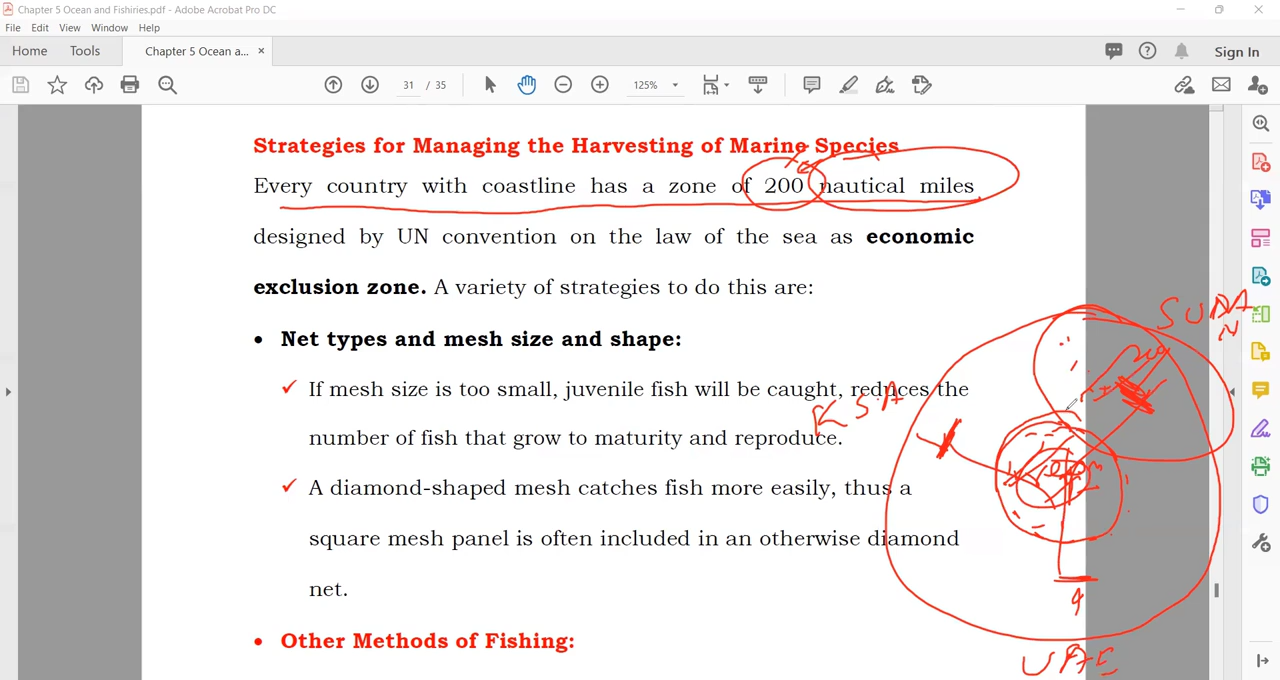 Chapter 5 Ocean and Fishiries.pdf - Adobe Acrobat Pro DC
File Edit View Window Help
Home Tools Chapter 5 Ocean a... × Sign In
31 / 35 125%
Strategies for Managing the Harvesting of Marine Species
Every country with coastline has a zone of 200 nautical miles
designed by UN convention on the law of the sea as economic
exclusion zone. A variety of strategies to do this are:
• Net types and mesh size and shape:
✓ If mesh size is too small, juvenile fish will be caught, reduces the
number of fish that grow to maturity and reproduce.
✓ A diamond-shaped mesh catches fish more easily, thus a
square mesh panel is often included in an otherwise diamond
net.
• Other Methods of Fishing:
SUDA
N
200
KSA
UAE